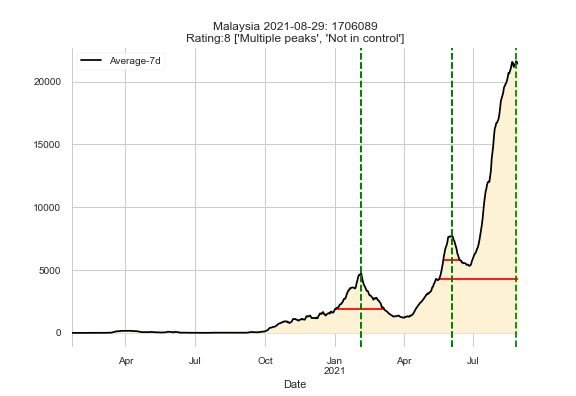 Malaysia 2021-08-29: 1706089
Rating:8 ['Multiple peaks', 'Not in control']
Average-7d
20000
15000
10000
5000
0
Apr Jul Oct Jan Apr Jul
2021
Date